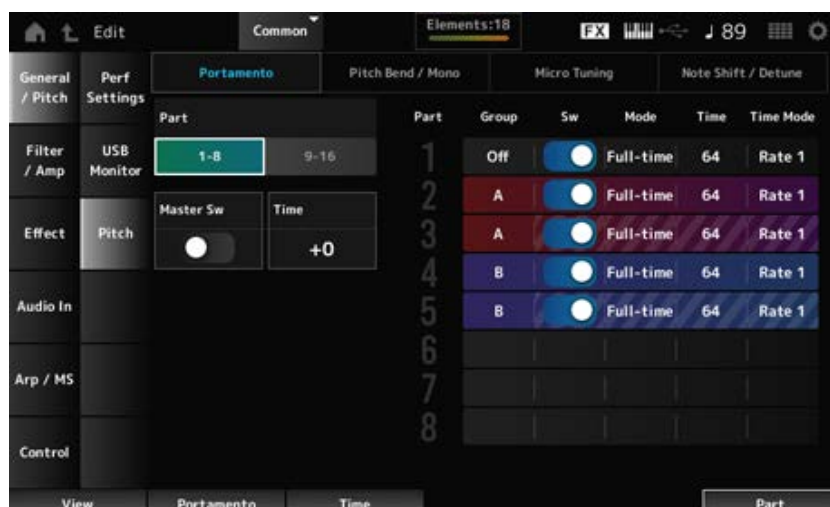 Edit
Common
Elements:18
FX
♩ 89
General / Pitch
Filter / Amp
Effect
Audio In
Arp / MS
Control
Perf Settings
USB Monitor
Pitch
Portamento
Pitch Bend / Mono
Micro Tuning
Note Shift / Detune
Part
1-8
9-16
Master Sw
Time
+0
Part Group Sw Mode Time Time Mode
1 Off Full-time 64 Rate 1
2 A Full-time 64 Rate 1
3 A Full-time 64 Rate 1
4 B Full-time 64 Rate 1
5 B Full-time 64 Rate 1
6
7
8
View
Portamento
Time
Part